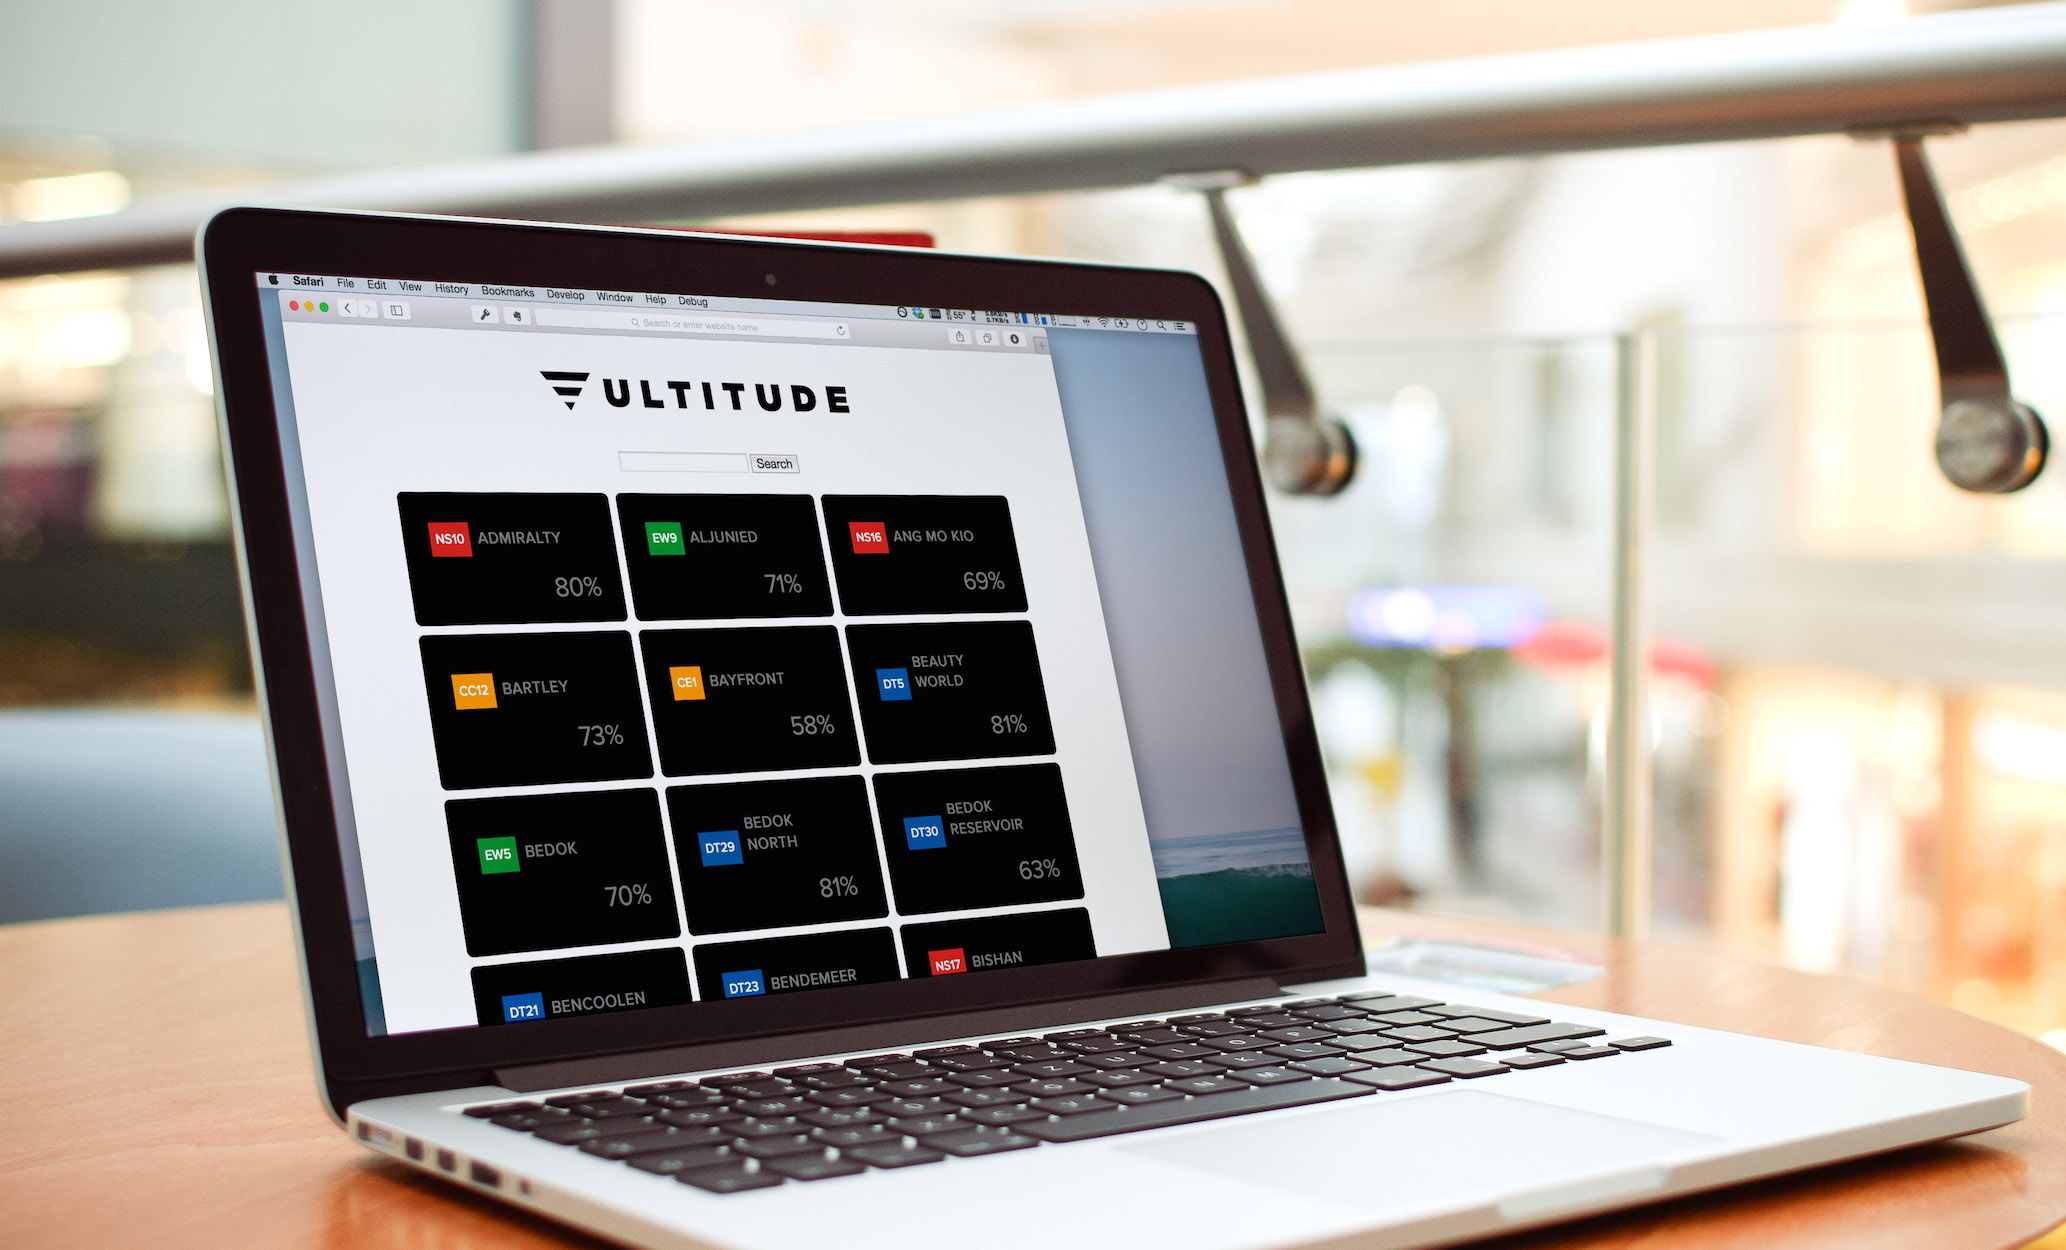 Safari File Edit View History Bookmarks Develop Window Help Debug
55°
Search or enter website name
ULTITUDE
Search
NS10 ADMIRALTY
80%
EW9 ALJUNIED
71%
NS16 ANG MO KIO
69%
CC12 BARTLEY
73%
CE1 BAYFRONT
58%
DT5 BEAUTY
WORLD
81%
EW5 BEDOK
70%
DT29 BEDOK
NORTH
81%
DT30 BEDOK
RESERVOIR
63%
DT21 BENCOOLEN
DT23 BENDEMEER
NS17 BISHAN